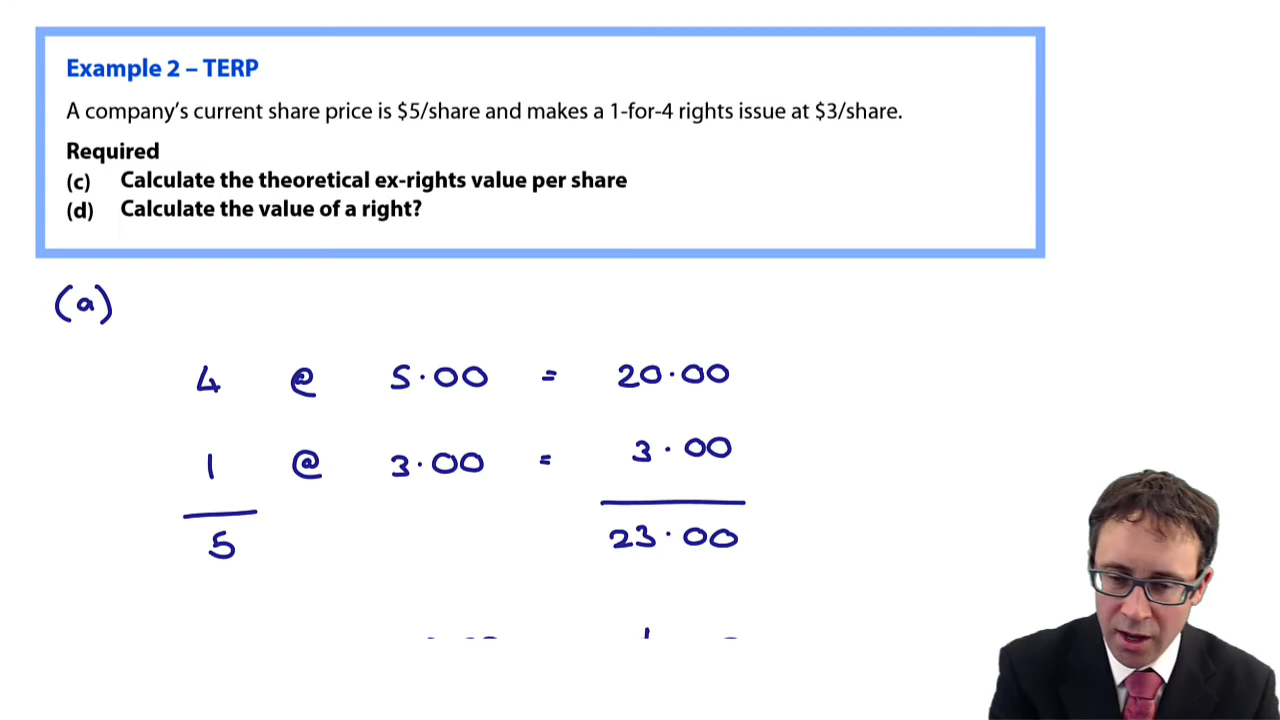 Example 2 – TERP
A company's current share price is $5/share and makes a 1-for-4 rights issue at $3/share.
Required
(c) Calculate the theoretical ex-rights value per share
(d) Calculate the value of a right?
(a)
4 @ 5.00 = 20.00
1 @ 3.00 = 3.00
5 23.00